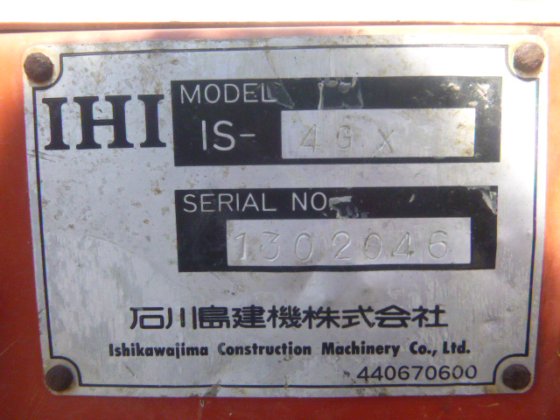 IHI
MODEL
IS- 4GX
SERIAL NO.
1302046
石川島建機株式会社
Ishikawajima Construction Machinery Co., Ltd.
440670600